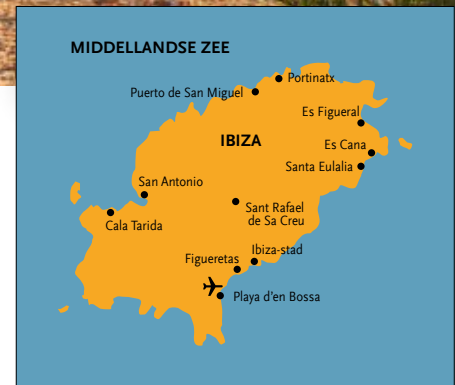 MIDDELLANDSE ZEE
Portinatx
Puerto de San Miguel
Es Figueral
IBIZA
Es Cana
Santa Eulalia
San Antonio
Sant Rafael
de Sa Creu
Cala Tarida
Ibiza-stad
Figueretas
Playa d'en Bossa